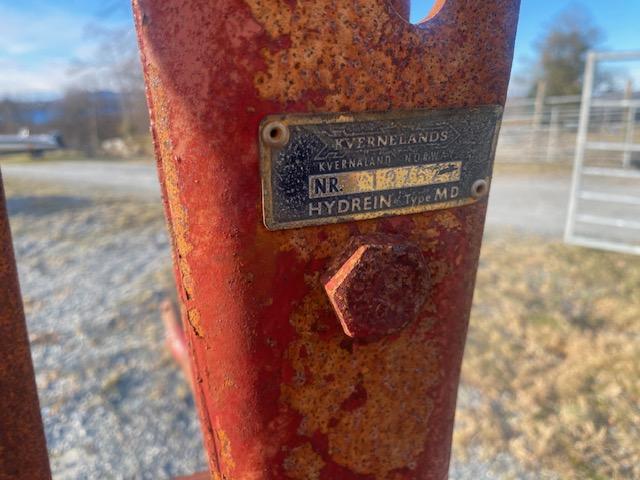 KVERNELANDS
KVERNALAND NORWAY
NR.
HYDREIN Type MD